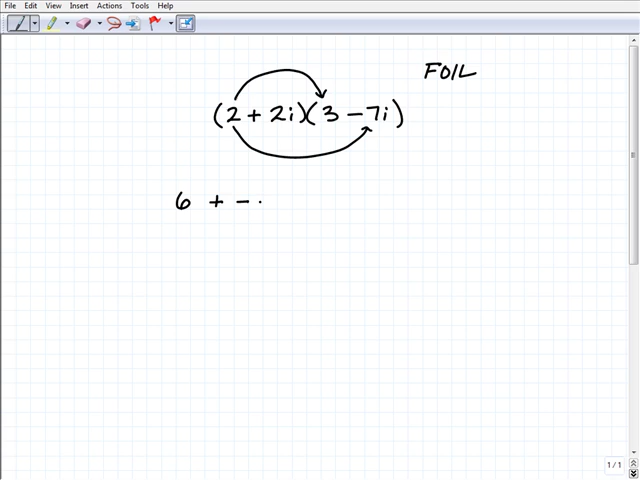 File Edit View Insert Actions Tools Help
FOIL
(2 + 2i)(3 - 7i)
6 + -
1 / 1